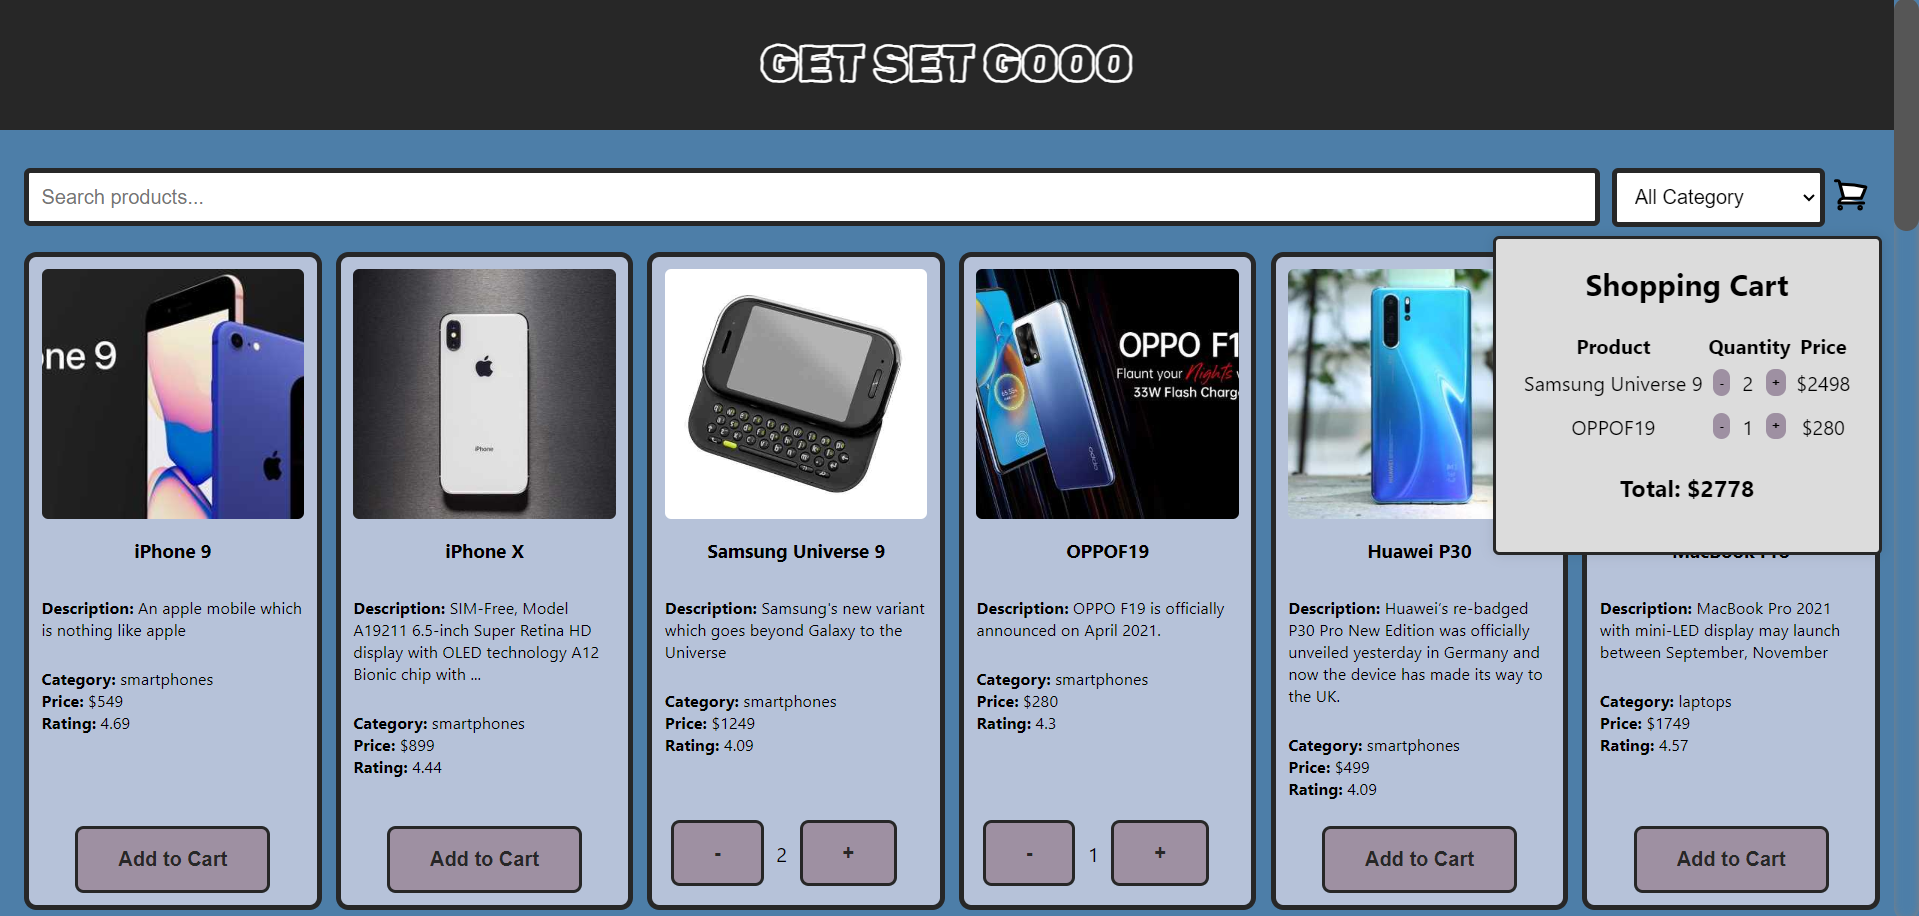 GET SET GOOO
Search products...
All Category
Shopping Cart
Product Quantity Price
Samsung Universe 9 - 2 + $2498
OPPOF19 - 1 + $280
Total: $2778
ne 9
iPhone 9
Description: An apple mobile which
is nothing like apple
Category: smartphones
Price: $549
Rating: 4.69
Add to Cart
iPhone
iPhone X
Description: SIM-Free, Model
A19211 6.5-inch Super Retina HD
display with OLED technology A12
Bionic chip with ...
Category: smartphones
Price: $899
Rating: 4.44
Add to Cart
Samsung Universe 9
Description: Samsung's new variant
which goes beyond Galaxy to the
Universe
Category: smartphones
Price: $1249
Rating: 4.09
- 2 +
OPPO F1
Flaunt your Nights
33W Flash Charg
oppo
OPPOF19
Description: OPPO F19 is officially
announced on April 2021.
Category: smartphones
Price: $280
Rating: 4.3
- 1 +
Huawei P30
Description: Huawei’s re-badged
P30 Pro New Edition was officially
unveiled yesterday in Germany and
now the device has made its way to
the UK.
Category: smartphones
Price: $499
Rating: 4.09
Add to Cart
Description: MacBook Pro 2021
with mini-LED display may launch
between September, November
Category: laptops
Price: $1749
Rating: 4.57
Add to Cart